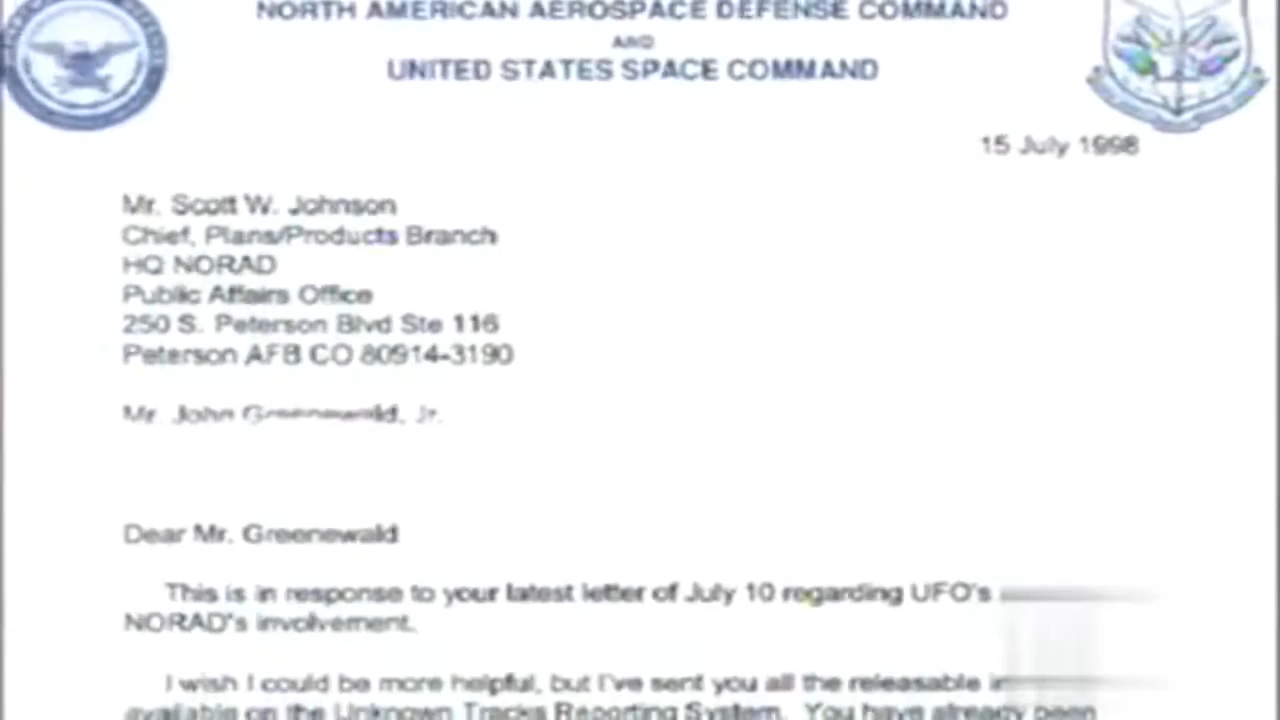 NORTH AMERICAN AEROSPACE DEFENSE COMMAND
AND
UNITED STATES SPACE COMMAND
15 July 1998
Mr. Scott W. Johnson
Chief, Plans/Products Branch
HQ NORAD
Public Affairs Office
250 S. Peterson Blvd Ste 116
Peterson AFB CO 80914-3190
Mr. John Greenewald, Jr.
Dear Mr. Greenewald
This is in response to your latest letter of July 10 regarding UFO's
NORAD's involvement.
I wish I could be more helpful, but I've sent you all the releasable
available on the Unknown Tracks Reporting System. You have already been